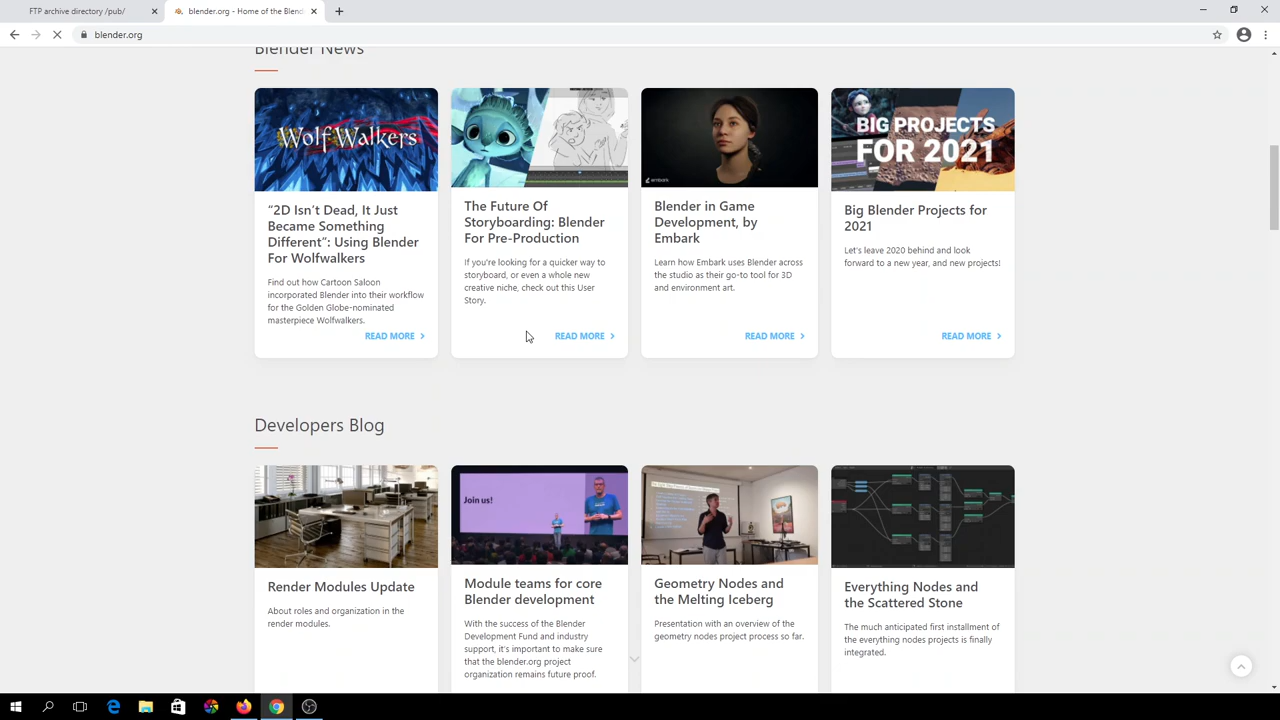 FTP archive directory /pub/
blender.org - Home of the Blend
blender.org
Blender News
WOLFWALKERS
BIG PROJECTS
FOR 2021
embark
“2D Isn’t Dead, It Just
Became Something
Different”: Using Blender
For Wolfwalkers
Find out how Cartoon Saloon
incorporated Blender into their workflow
for the Golden Globe-nominated
masterpiece Wolfwalkers.
READ MORE
The Future Of
Storyboarding: Blender
For Pre-Production
If you're looking for a quicker way to
storyboard, or even a whole new
creative niche, check out this User
Story.
READ MORE
Blender in Game
Development, by
Embark
Learn how Embark uses Blender across
the studio as their go-to tool for 3D
and environment art.
READ MORE
Big Blender Projects for
2021
Let's leave 2020 behind and look
forward to a new year, and new projects!
READ MORE
Developers Blog
Join us!
Render Modules Update
About roles and organization in the
render modules.
Module teams for core
Blender development
With the success of the Blender
Development Fund and industry
support, it's important to make sure
that the blender.org project
organization remains future proof.
Geometry Nodes and
the Melting Iceberg
Presentation with an overview of the
geometry nodes project process so far.
Everything Nodes and
the Scattered Stone
The much anticipated first installment of
the everything nodes projects is finally
integrated.